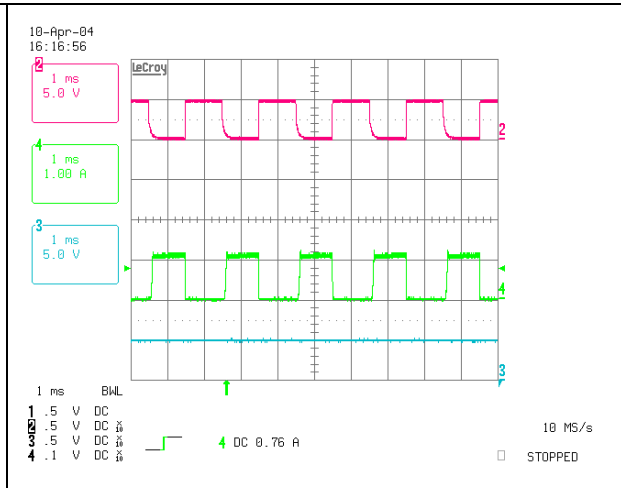 10-Apr-04
16:16:56
LeCroy
2
1 ms
5.0 V
2
4
1 ms
1.00 A
3
1 ms
5.0 V
4
3
1 ms BWL
1 .5 V DC
2 .5 V DC X10
3 .5 V DC X10
4 .1 V DC X10
4 DC 0.76 A
10 MS/s
STOPPED